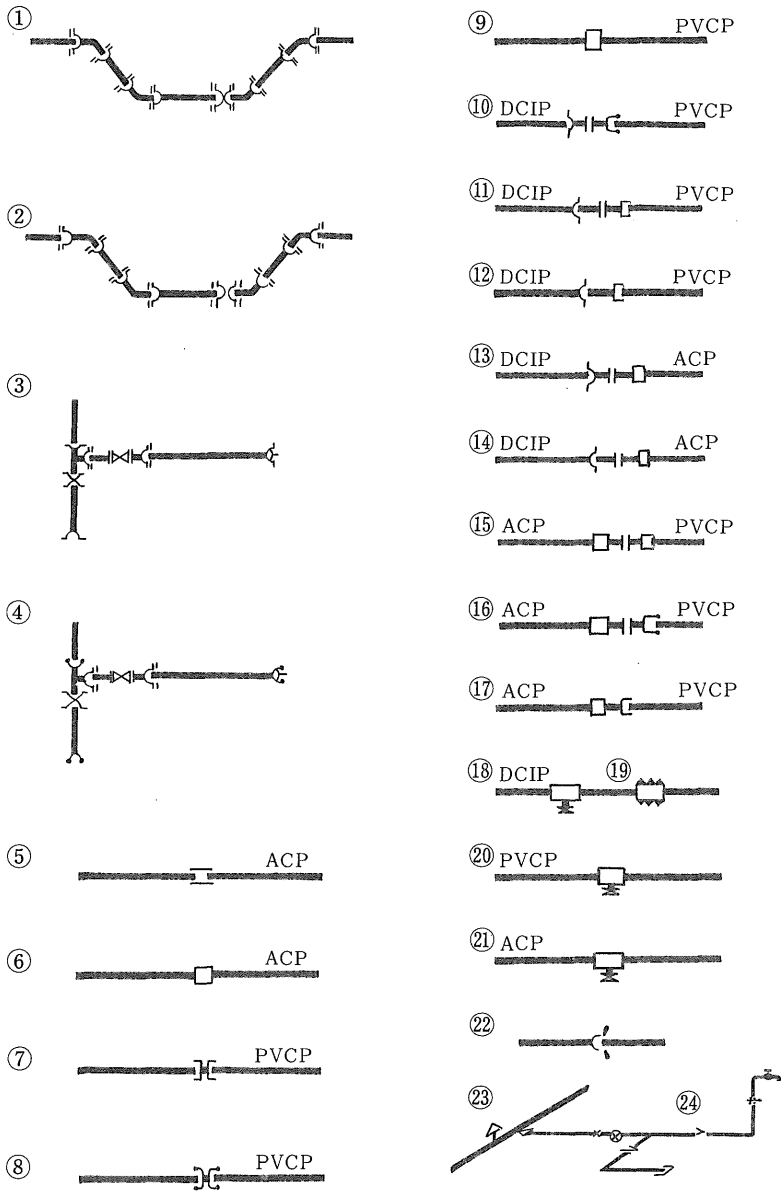 ①
②
③
④
⑤ ACP
⑥ ACP
⑦ PVCP
⑧ PVCP
⑨ PVCP
⑩ DCIP PVCP
⑪ DCIP PVCP
⑫ DCIP PVCP
⑬ DCIP ACP
⑭ DCIP ACP
⑮ ACP PVCP
⑯ ACP PVCP
⑰ ACP PVCP
⑱ DCIP ⑲
⑳ PVCP
㉑ ACP
㉒
㉓ ㉔